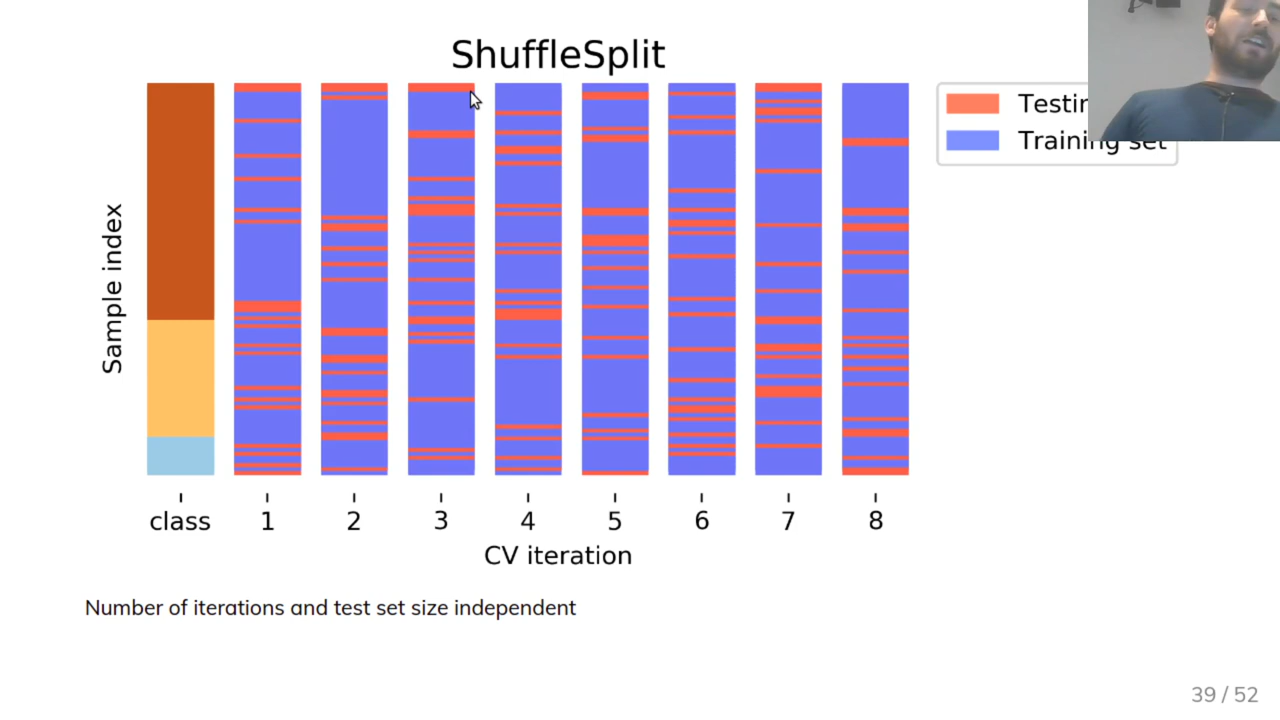 ShuffleSplit
Training set
Sample index
class 1 2 3 4 5 6 7 8
CV iteration
Number of iterations and test set size independent
39 / 52